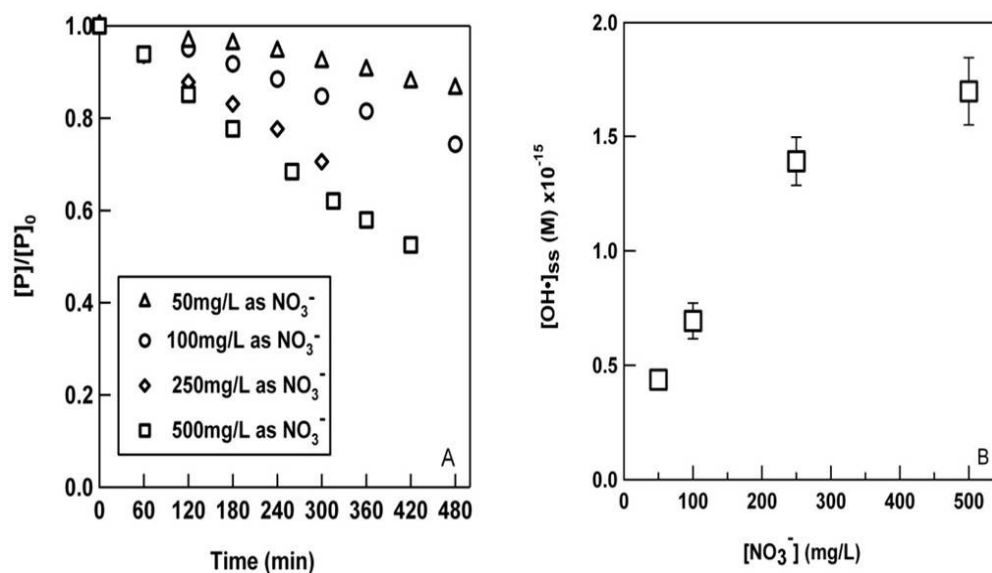 [P]/[P]₀
1.0
0.8
0.6
0.4
0.2
0.0
50mg/L as NO₃⁻
100mg/L as NO₃⁻
250mg/L as NO₃⁻
500mg/L as NO₃⁻
A
0 60 120 180 240 300 360 420 480
Time (min)
[OH•]ss (M) x10⁻¹⁵
2.0
1.5
1.0
0.5
0.0
B
0 100 200 300 400 500
[NO₃⁻] (mg/L)